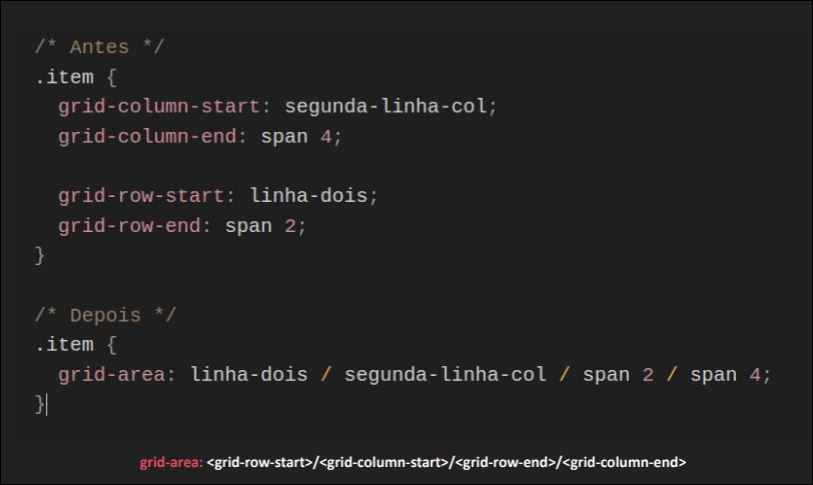 /* Antes */
.item {
grid-column-start: segunda-linha-col;
grid-column-end: span 4;
grid-row-start: linha-dois;
grid-row-end: span 2;
}
/* Depois */
.item {
grid-area: linha-dois / segunda-linha-col / span 2 / span 4;
}
grid-area: <grid-row-start>/<grid-column-start>/<grid-row-end>/<grid-column-end>